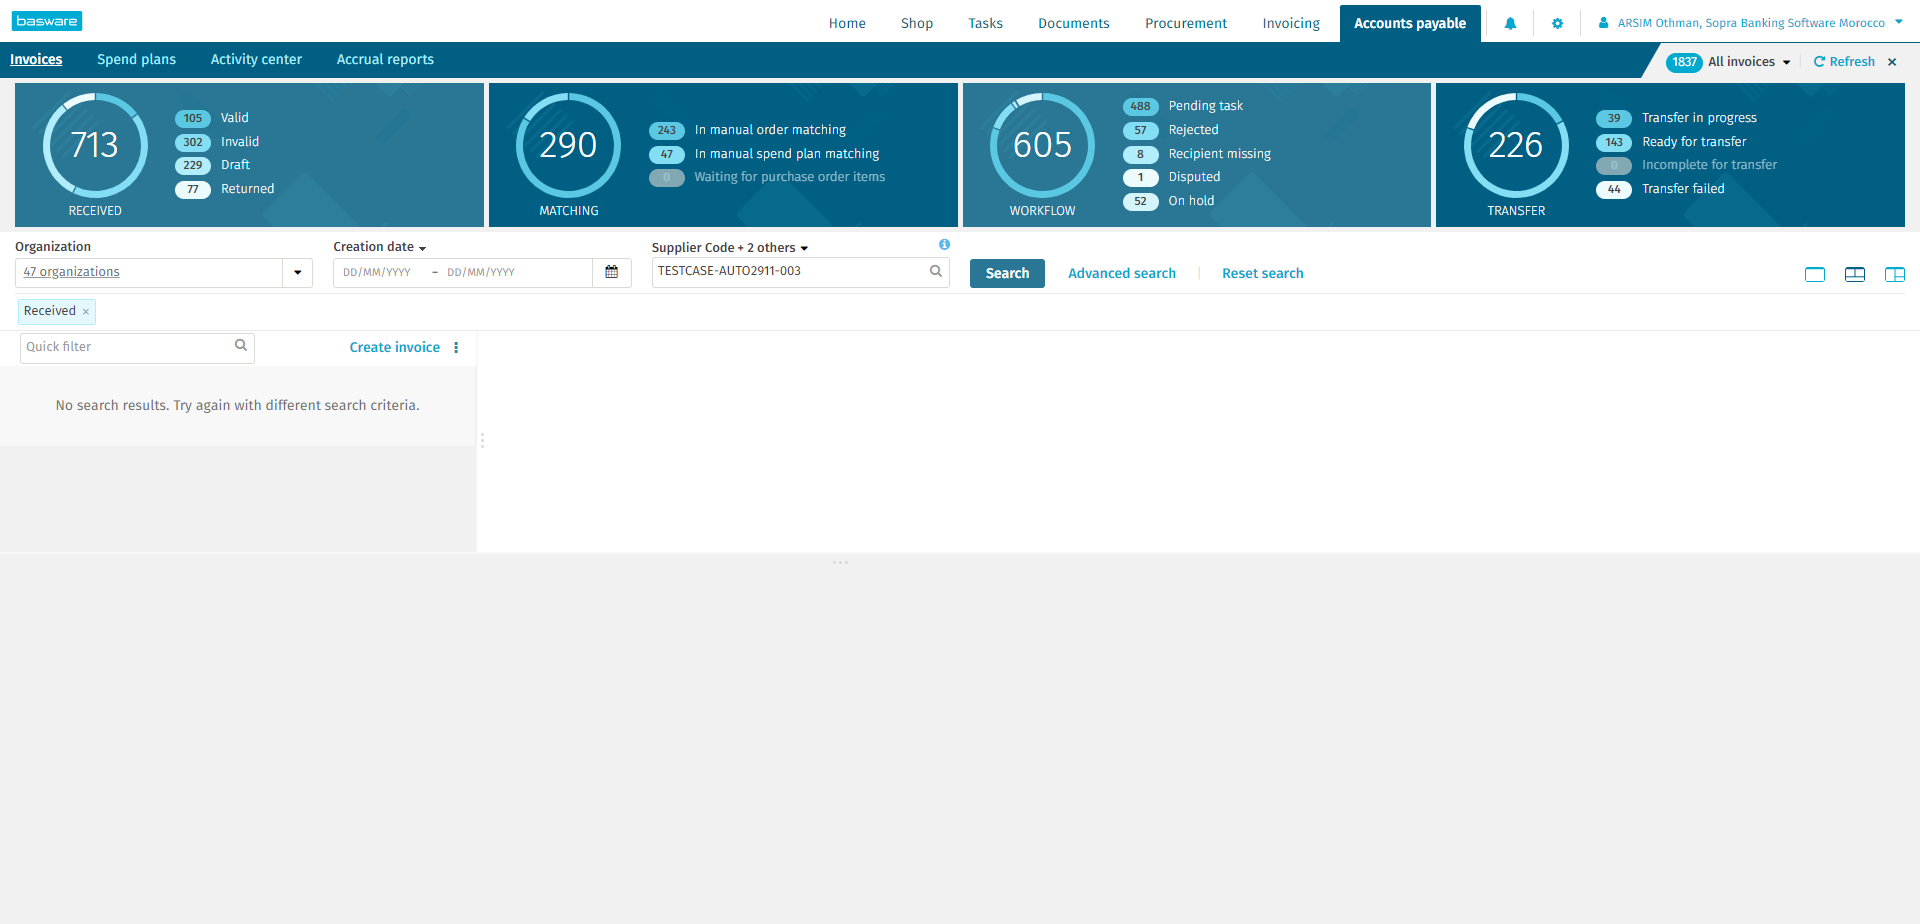 basware
Home
Shop
Tasks
Documents
Procurement
Invoicing
Accounts payable
ARSIM Othman, Sopra Banking Software Morocco
Invoices
Spend plans
Activity center
Accrual reports
1837 All invoices
Refresh
713
RECEIVED
105 Valid
302 Invalid
229 Draft
77 Returned
290
MATCHING
243 In manual order matching
47 In manual spend plan matching
0 Waiting for purchase order items
605
WORKFLOW
488 Pending task
57 Rejected
8 Recipient missing
1 Disputed
52 On hold
226
TRANSFER
39 Transfer in progress
143 Ready for transfer
0 Incomplete for transfer
44 Transfer failed
Organization
47 organizations
Creation date
DD/MM/YYYY – DD/MM/YYYY
Supplier Code + 2 others
TESTCASE-AUTO2911-003
Search
Advanced search
Reset search
Received ×
Quick filter
Create invoice
No search results. Try again with different search criteria.